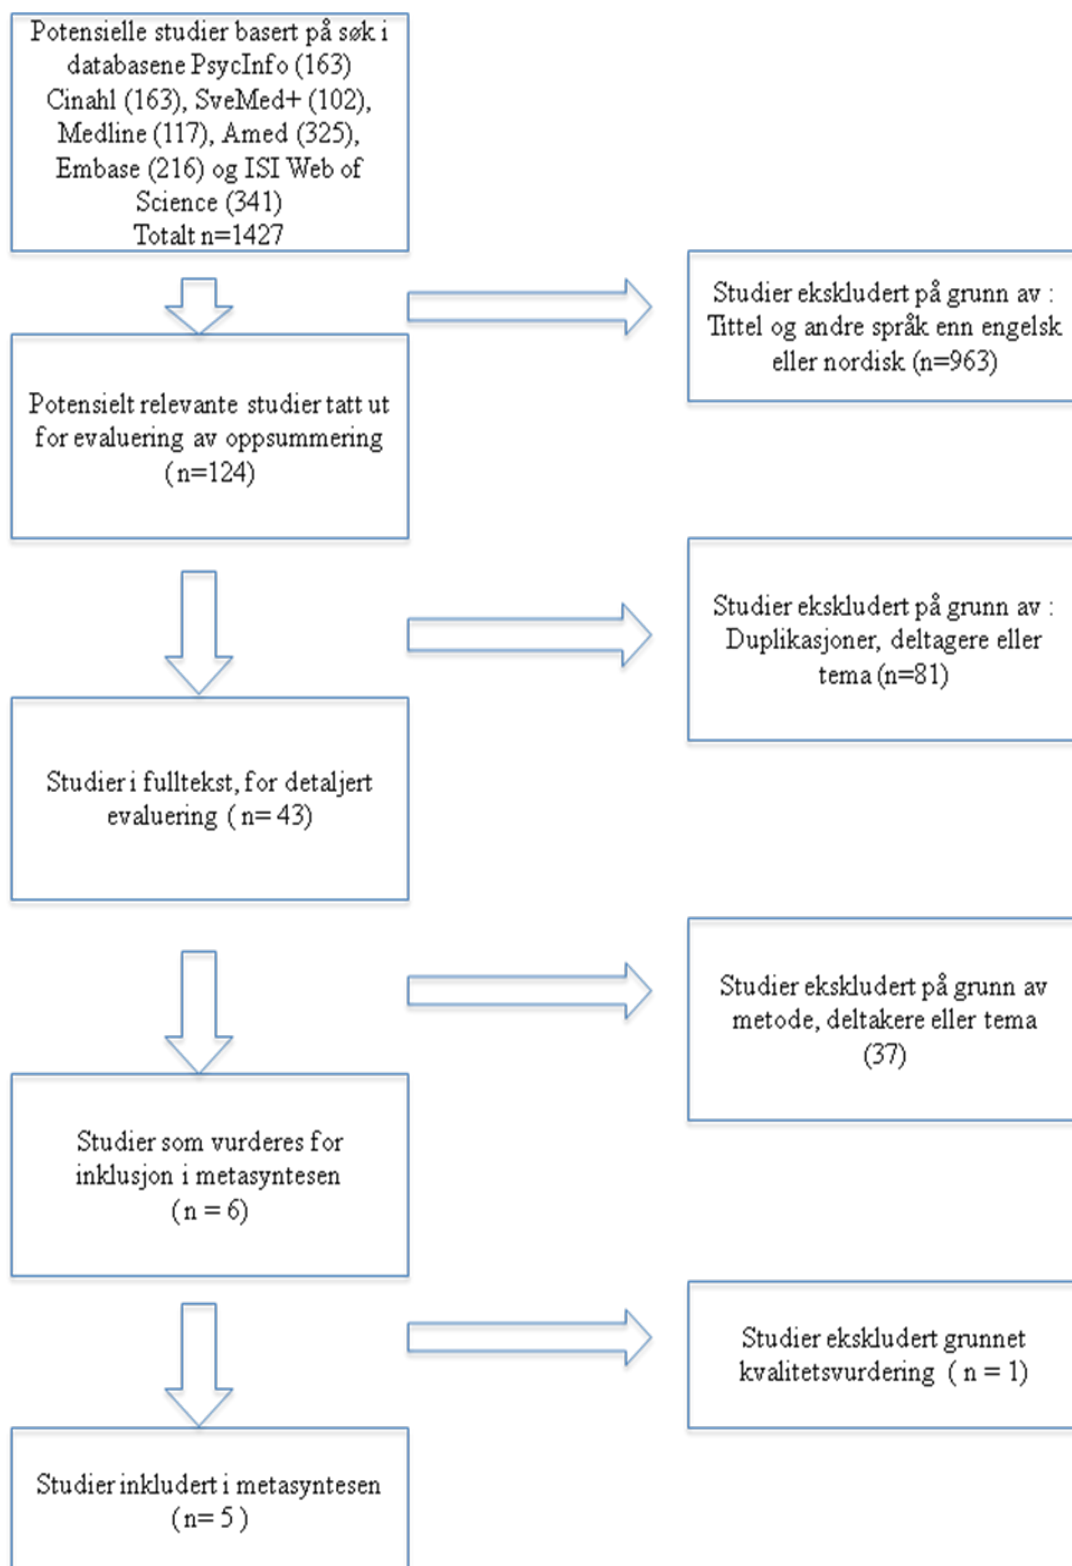 Potensielle studier basert på søk i
databasene PsycInfo (163)
Cinahl (163), SveMed+ (102),
Medline (117), Amed (325),
Embase (216) og ISI Web of
Science (341)
Totalt n=1427
Studier ekskludert på grunn av :
Tittel og andre språk enn engelsk
eller nordisk (n=963)
Potensielt relevante studier tatt ut
for evaluering av oppsummering
( n=124)
Studier ekskludert på grunn av :
Duplikasjoner, deltagere eller
tema (n=81)
Studier i fulltekst, for detaljert
evaluering ( n= 43)
Studier ekskludert på grunn av
metode, deltakere eller tema
(37)
Studier som vurderes for
inklusjon i metasyntesen
( n = 6)
Studier ekskludert grunnet
kvalitetsvurdering ( n = 1)
Studier inkludert i metasyntesen
( n= 5 )